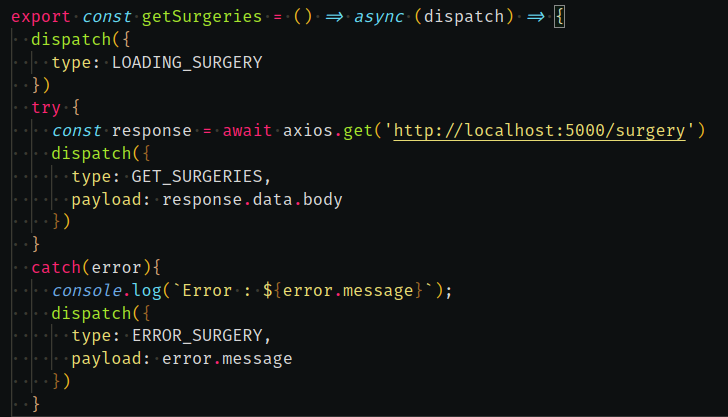 export const getSurgeries = () => async (dispatch) => {
dispatch({
type: LOADING_SURGERY
})
try {
const response = await axios.get('http://localhost:5000/surgery')
dispatch({
type: GET_SURGERIES,
payload: response.data.body
})
}
catch(error){
console.log(`Error : ${error.message}`);
dispatch({
type: ERROR_SURGERY,
payload: error.message
})
}